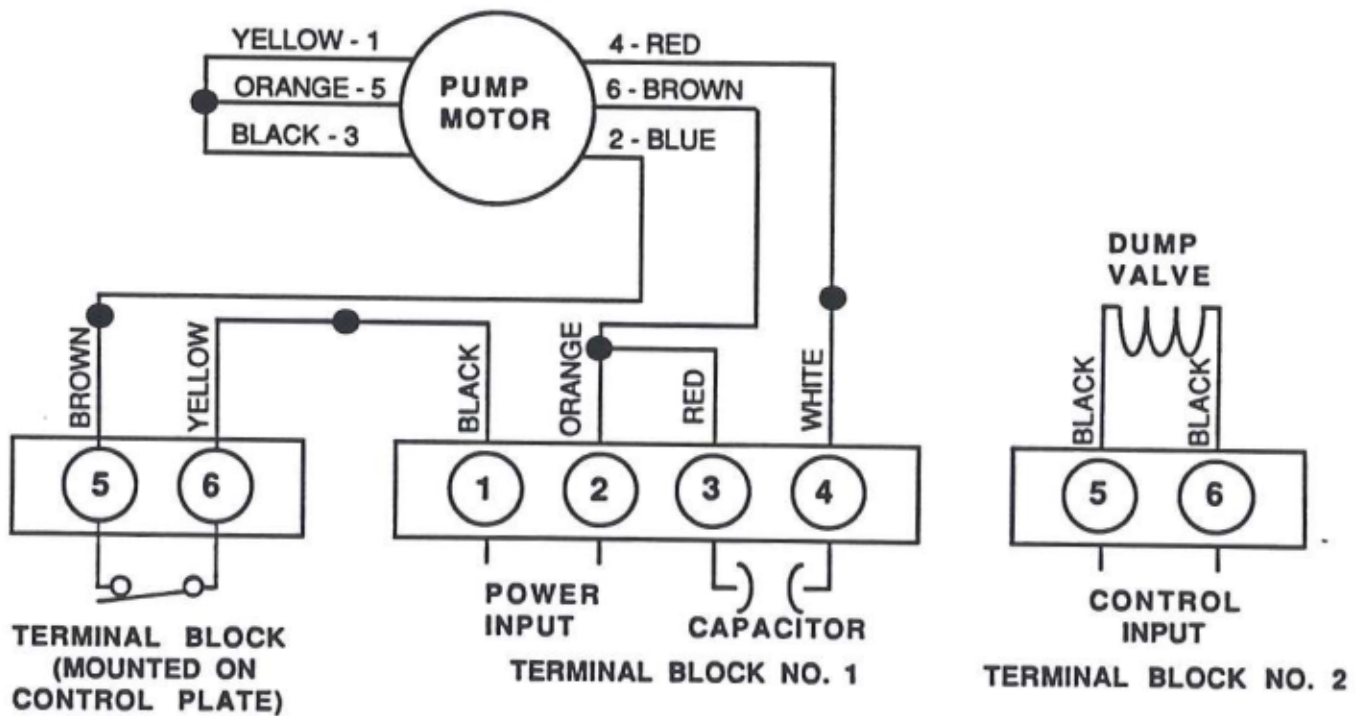 YELLOW - 1
ORANGE - 5
BLACK - 3
PUMP
MOTOR
4 - RED
6 - BROWN
2 - BLUE
DUMP
VALVE
BROWN
YELLOW
BLACK
ORANGE
RED
WHITE
BLACK
BLACK
5
6
1
2
3
4
5
6
TERMINAL BLOCK
(MOUNTED ON
CONTROL PLATE)
POWER
INPUT
CAPACITOR
TERMINAL BLOCK NO. 1
CONTROL
INPUT
TERMINAL BLOCK NO. 2